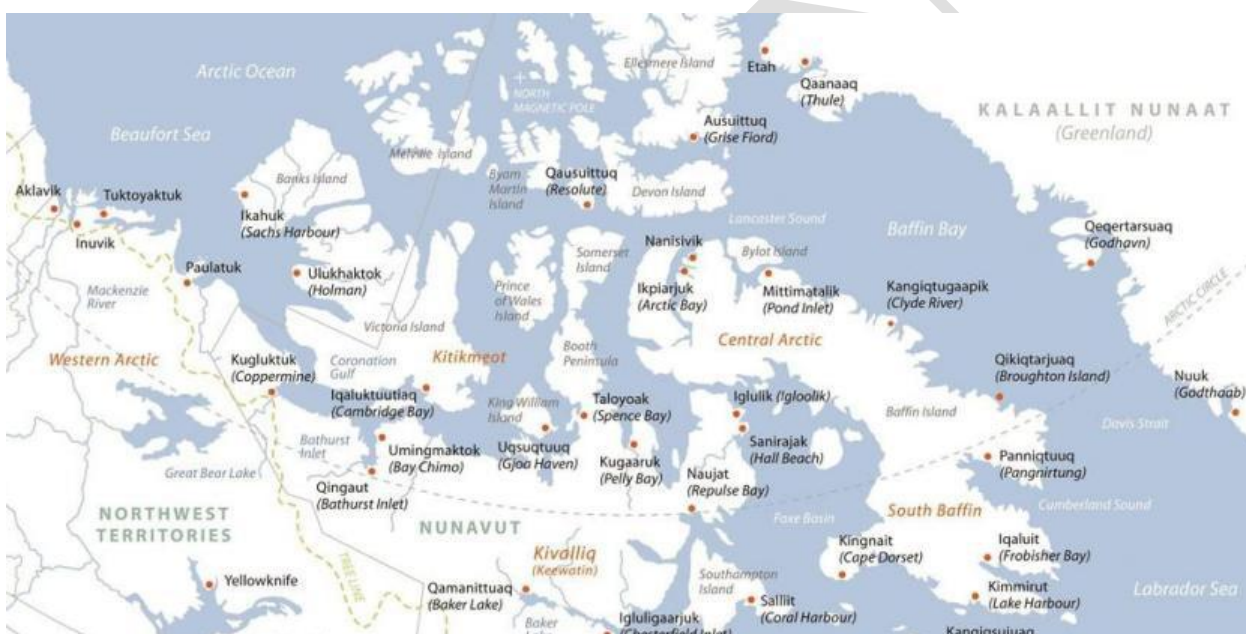 Arctic Ocean
Ellesmere Island
Etah
Qaanaaq
(Thule)
NORTH
MAGNETIC POLE
KALAALLIT NUNAAT
(Greenland)
Beaufort Sea
Ausuittuq
(Grise Fiord)
Melville Island
Banks Island
Byam
Martin
Island
Qausuittuq
(Resolute)
Devon Island
Aklavik
Tuktoyaktuk
Inuvik
Ikahuk
(Sachs Harbour)
Lancaster Sound
Baffin Bay
Qeqertarsuaq
(Godhavn)
Paulatuk
Ulukhaktok
(Holman)
Somerset
Island
Nanisivik
Bylot Island
Mackenzie
River
Prince
of Wales
Island
Ikpiarjuk
(Arctic Bay)
Mittimatalik
(Pond Inlet)
Kangiqtugaapik
(Clyde River)
ARCTIC CIRCLE
Victoria Island
Western Arctic
Kugluktuk
(Coppermine)
Coronation
Gulf
Kitikmeot
Booth
Peninsula
Central Arctic
Qikiqtarjuaq
(Broughton Island)
Nuuk
(Godthaab)
Iqaluktuutiaq
(Cambridge Bay)
King William
Island
Taloyoak
(Spence Bay)
Iglulik (Igloolik)
Baffin Island
Davis Strait
Bathurst
Inlet
Umingmaktok
(Bay Chimo)
Uqsuqtuuq
(Gjoa Haven)
Kugaaruk
(Pelly Bay)
Sanirajak
(Hall Beach)
Panniqtuuq
(Pangnirtung)
Great Bear Lake
Qingaut
(Bathurst Inlet)
Naujat
(Repulse Bay)
Cumberland Sound
NORTHWEST
TERRITORIES
NUNAVUT
Foxe Basin
South Baffin
Kivalliq
(Keewatin)
Kingnait
(Cape Dorset)
Iqaluit
(Frobisher Bay)
TREE LINE
Yellowknife
Qamanittuaq
(Baker Lake)
Southampton
Island
Salliit
(Coral Harbour)
Kimmirut
(Lake Harbour)
Labrador Sea
Baker
Igluligaarjuk
(Chesterfield Inlet)
Kangiqsujuaq